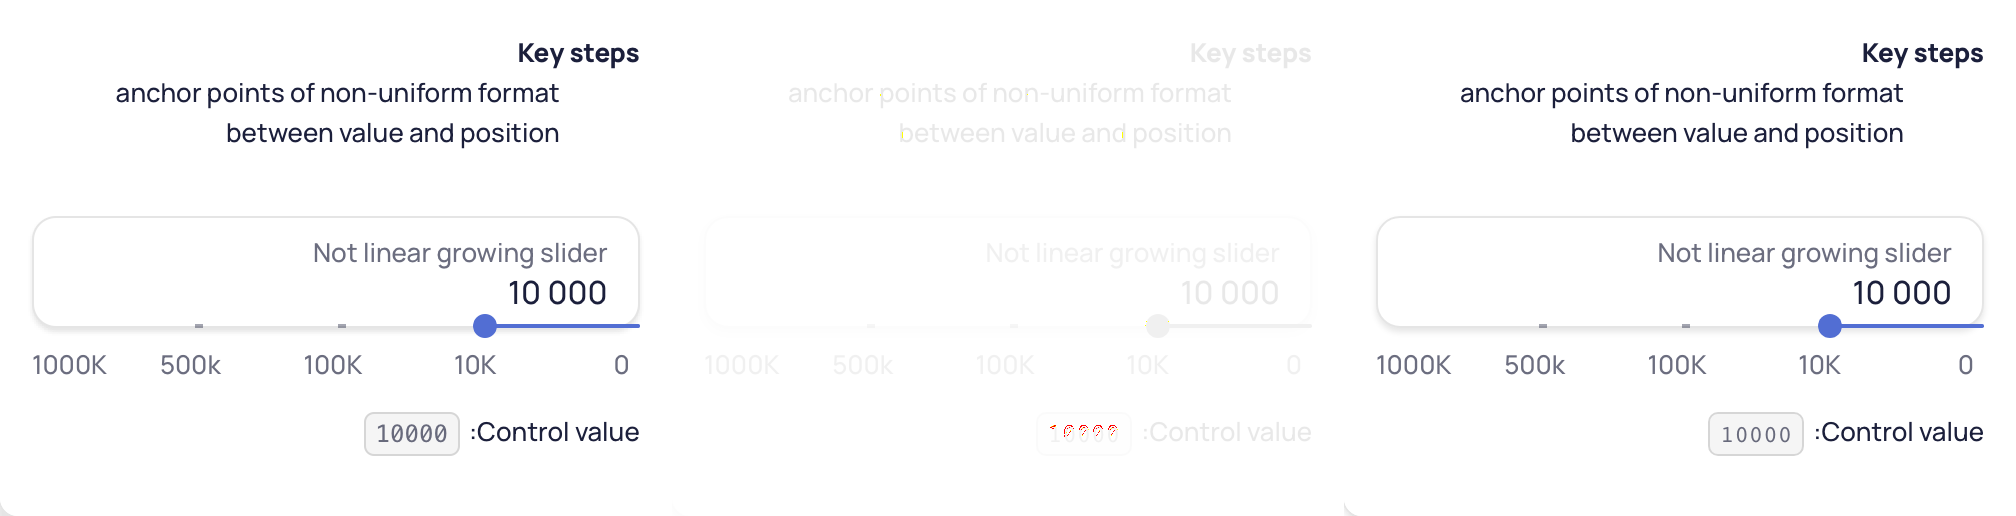 Key steps
anchor points of non-uniform format
between value and position
Not linear growing slider
10 000
1000K 500k 100K 10K 0
10000 :Control value
Key steps
anchor points of non-uniform format
between value and position
Not linear growing slider
10 000
1000K 500k 100K 10K 0
10000 :Control value
Key steps
anchor points of non-uniform format
between value and position
Not linear growing slider
10 000
1000K 500k 100K 10K 0
10000 :Control value